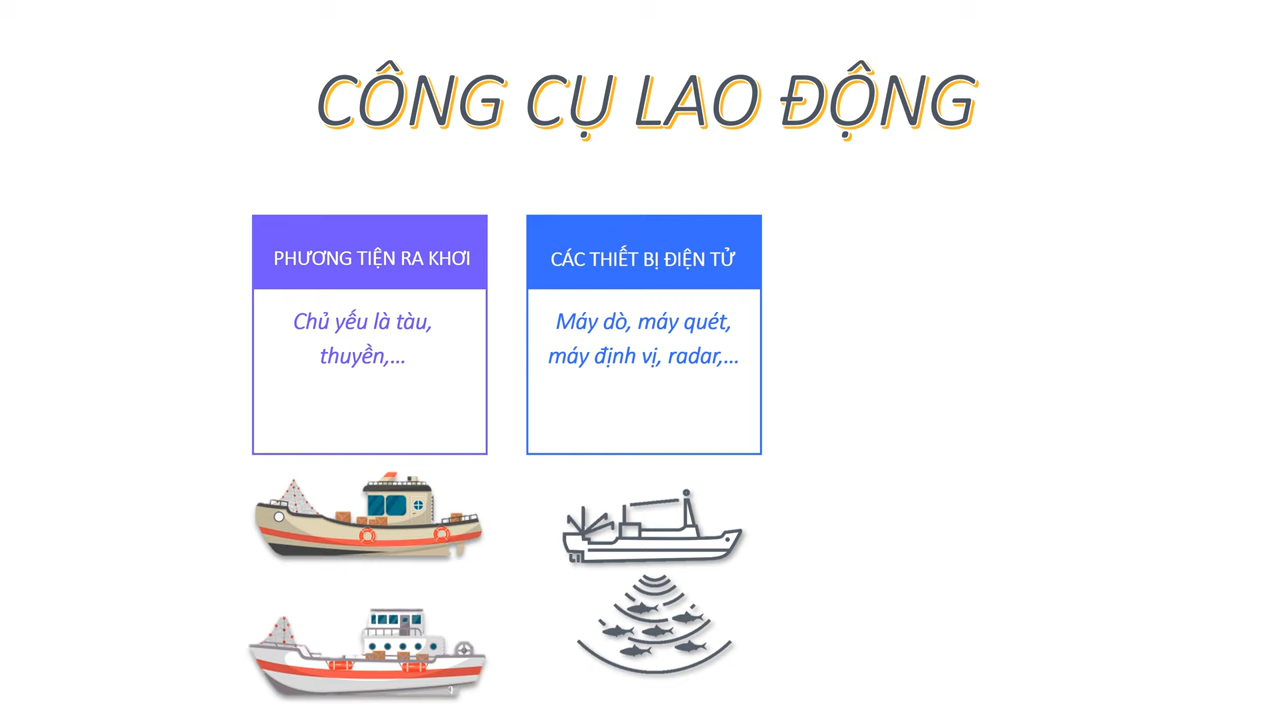 CÔNG CỤ LAO ĐỘNG
PHƯƠNG TIỆN RA KHƠI
Chủ yếu là tàu,
thuyền,...
CÁC THIẾT BỊ ĐIỆN TỬ
Máy dò, máy quét,
máy định vị, radar,...